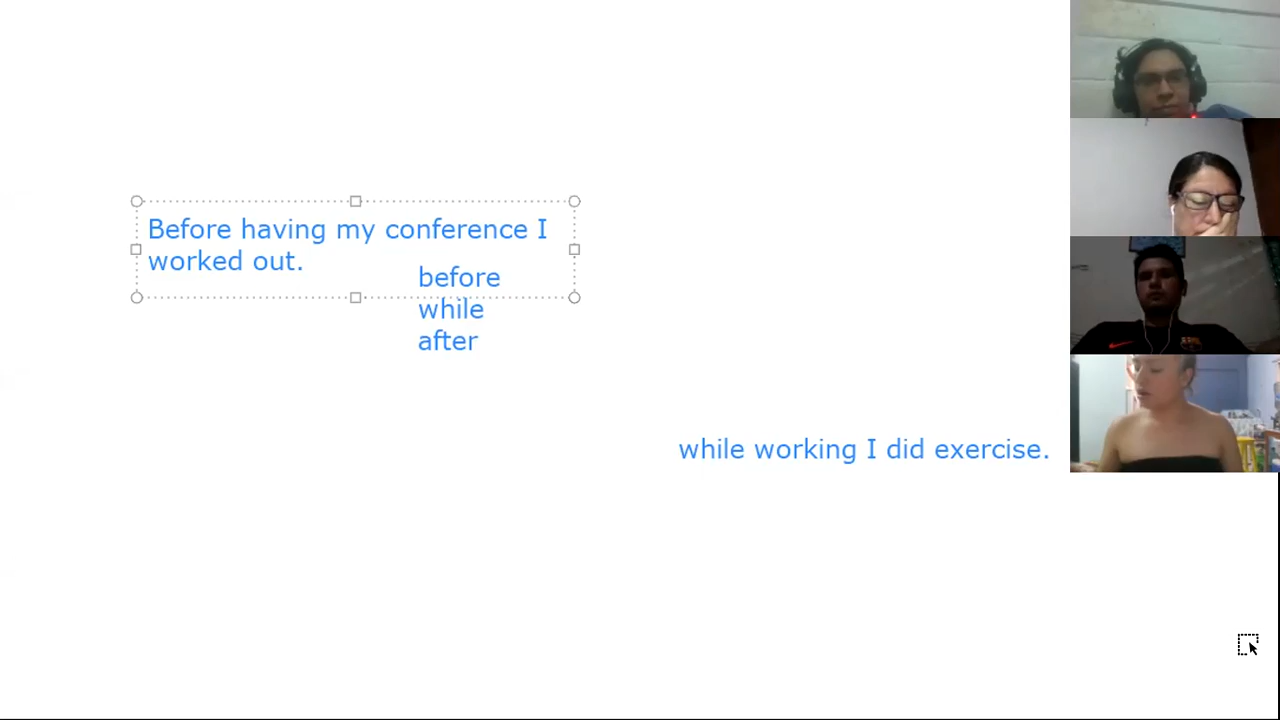 Before having my conference I
worked out.
before
while
after
while working I did exercise.